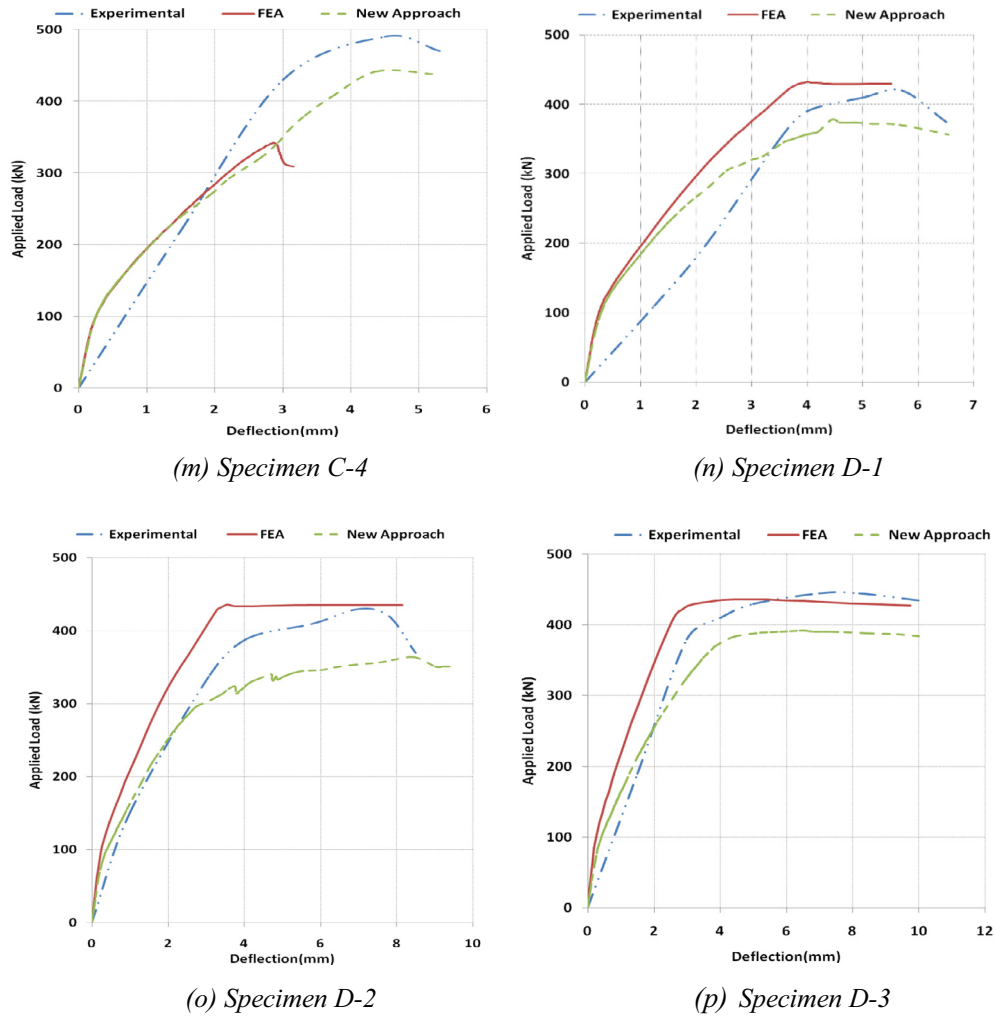 Experimental FEA New Approach
500
400
300
200
100
0
Applied Load (kN)
0 1 2 3 4 5 6
Deflection(mm)
(m) Specimen C-4
Experimental FEA New Approach
500
400
300
200
100
0
Applied Load (kN)
0 1 2 3 4 5 6 7
Deflection(mm)
(n) Specimen D-1
Experimental FEA New Approach
500
400
300
200
100
0
Applied Load (kN)
0 2 4 6 8 10
Deflection(mm)
(o) Specimen D-2
Experimental FEA New Approach
500
400
300
200
100
0
Applied Load (kN)
0 2 4 6 8 10 12
Deflection(mm)
(p) Specimen D-3